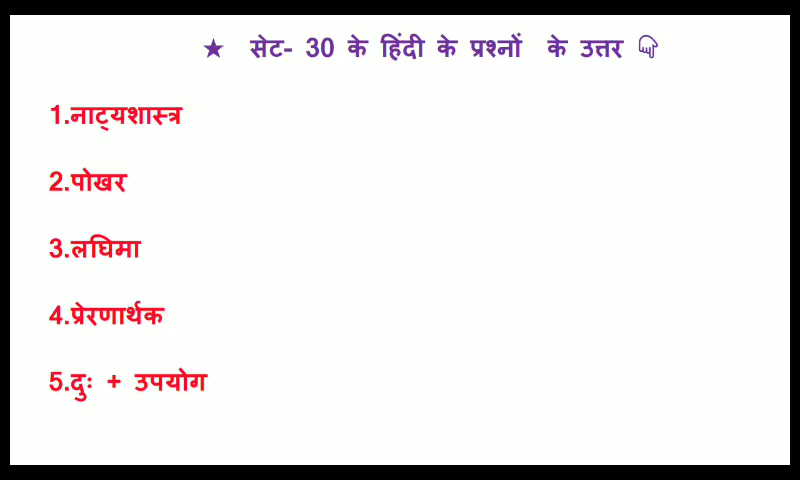 ★ सेट- 30 के हिंदी के प्रश्नों के उत्तर 👇
1.नाट्यशास्त्र
2.पोखर
3.लघिमा
4.प्रेरणार्थक
5.दुः + उपयोग